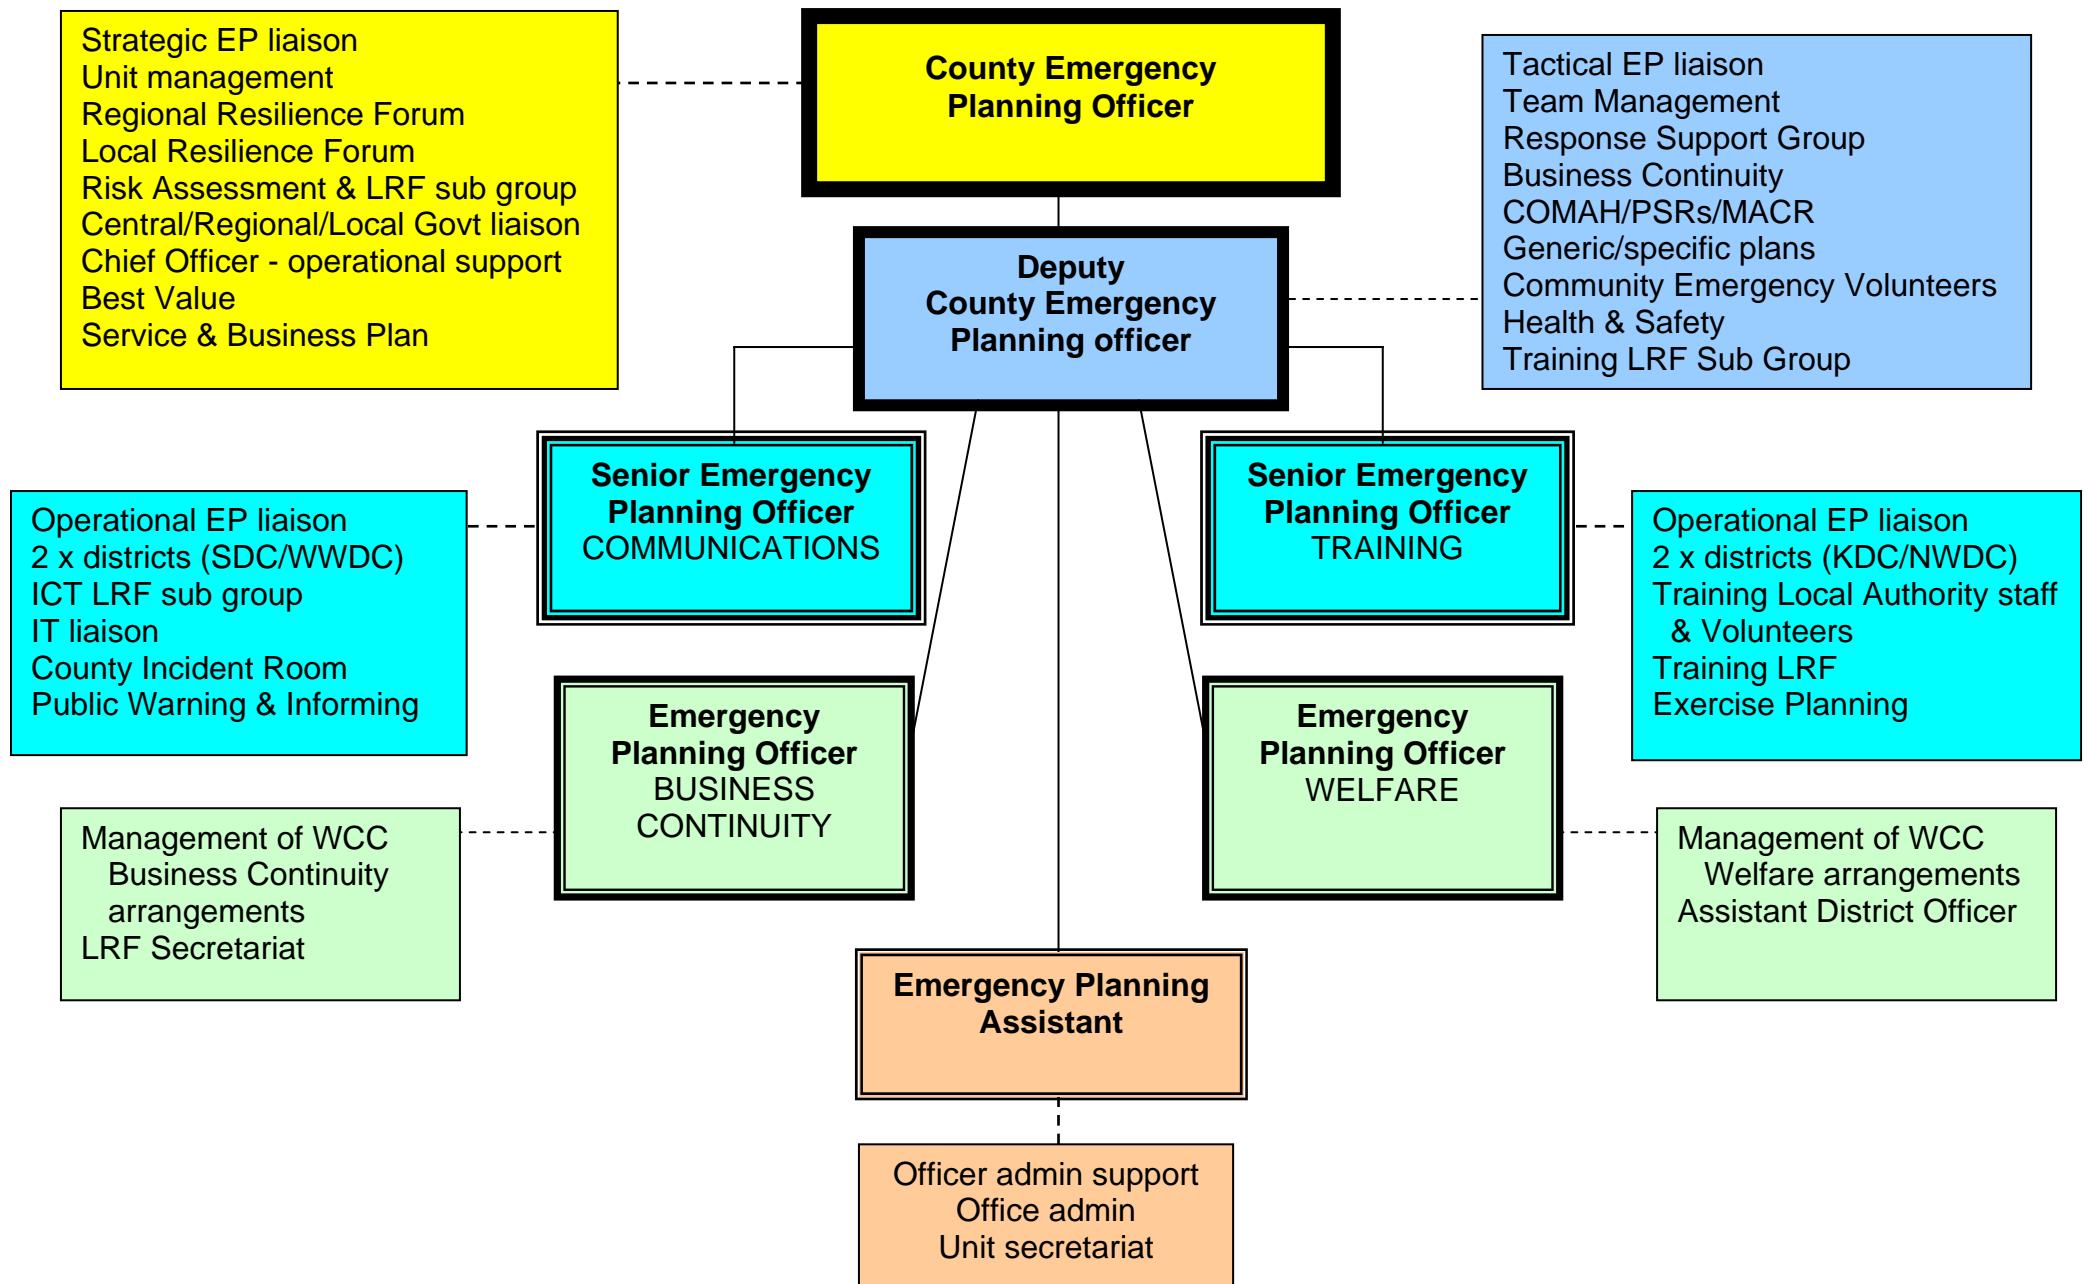 Strategic EP liaison
Unit management
Regional Resilience Forum
Local Resilience Forum
Risk Assessment & LRF sub group
Central/Regional/Local Govt liaison
Chief Officer - operational support
Best Value
Service & Business Plan
County Emergency
Planning Officer
Tactical EP liaison
Team Management
Response Support Group
Business Continuity
COMAH/PSRs/MACR
Generic/specific plans
Community Emergency Volunteers
Health & Safety
Training LRF Sub Group
Deputy
County Emergency
Planning officer
Operational EP liaison
2 x districts (SDC/WWDC)
ICT LRF sub group
IT liaison
County Incident Room
Public Warning & Informing
Senior Emergency
Planning Officer
COMMUNICATIONS
Senior Emergency
Planning Officer
TRAINING
Operational EP liaison
2 x districts (KDC/NWDC)
Training Local Authority staff
& Volunteers
Training LRF
Exercise Planning
Management of WCC
Business Continuity
arrangements
LRF Secretariat
Emergency
Planning Officer
BUSINESS
CONTINUITY
Emergency
Planning Officer
WELFARE
Management of WCC
Welfare arrangements
Assistant District Officer
Emergency Planning
Assistant
Officer admin support
Office admin
Unit secretariat